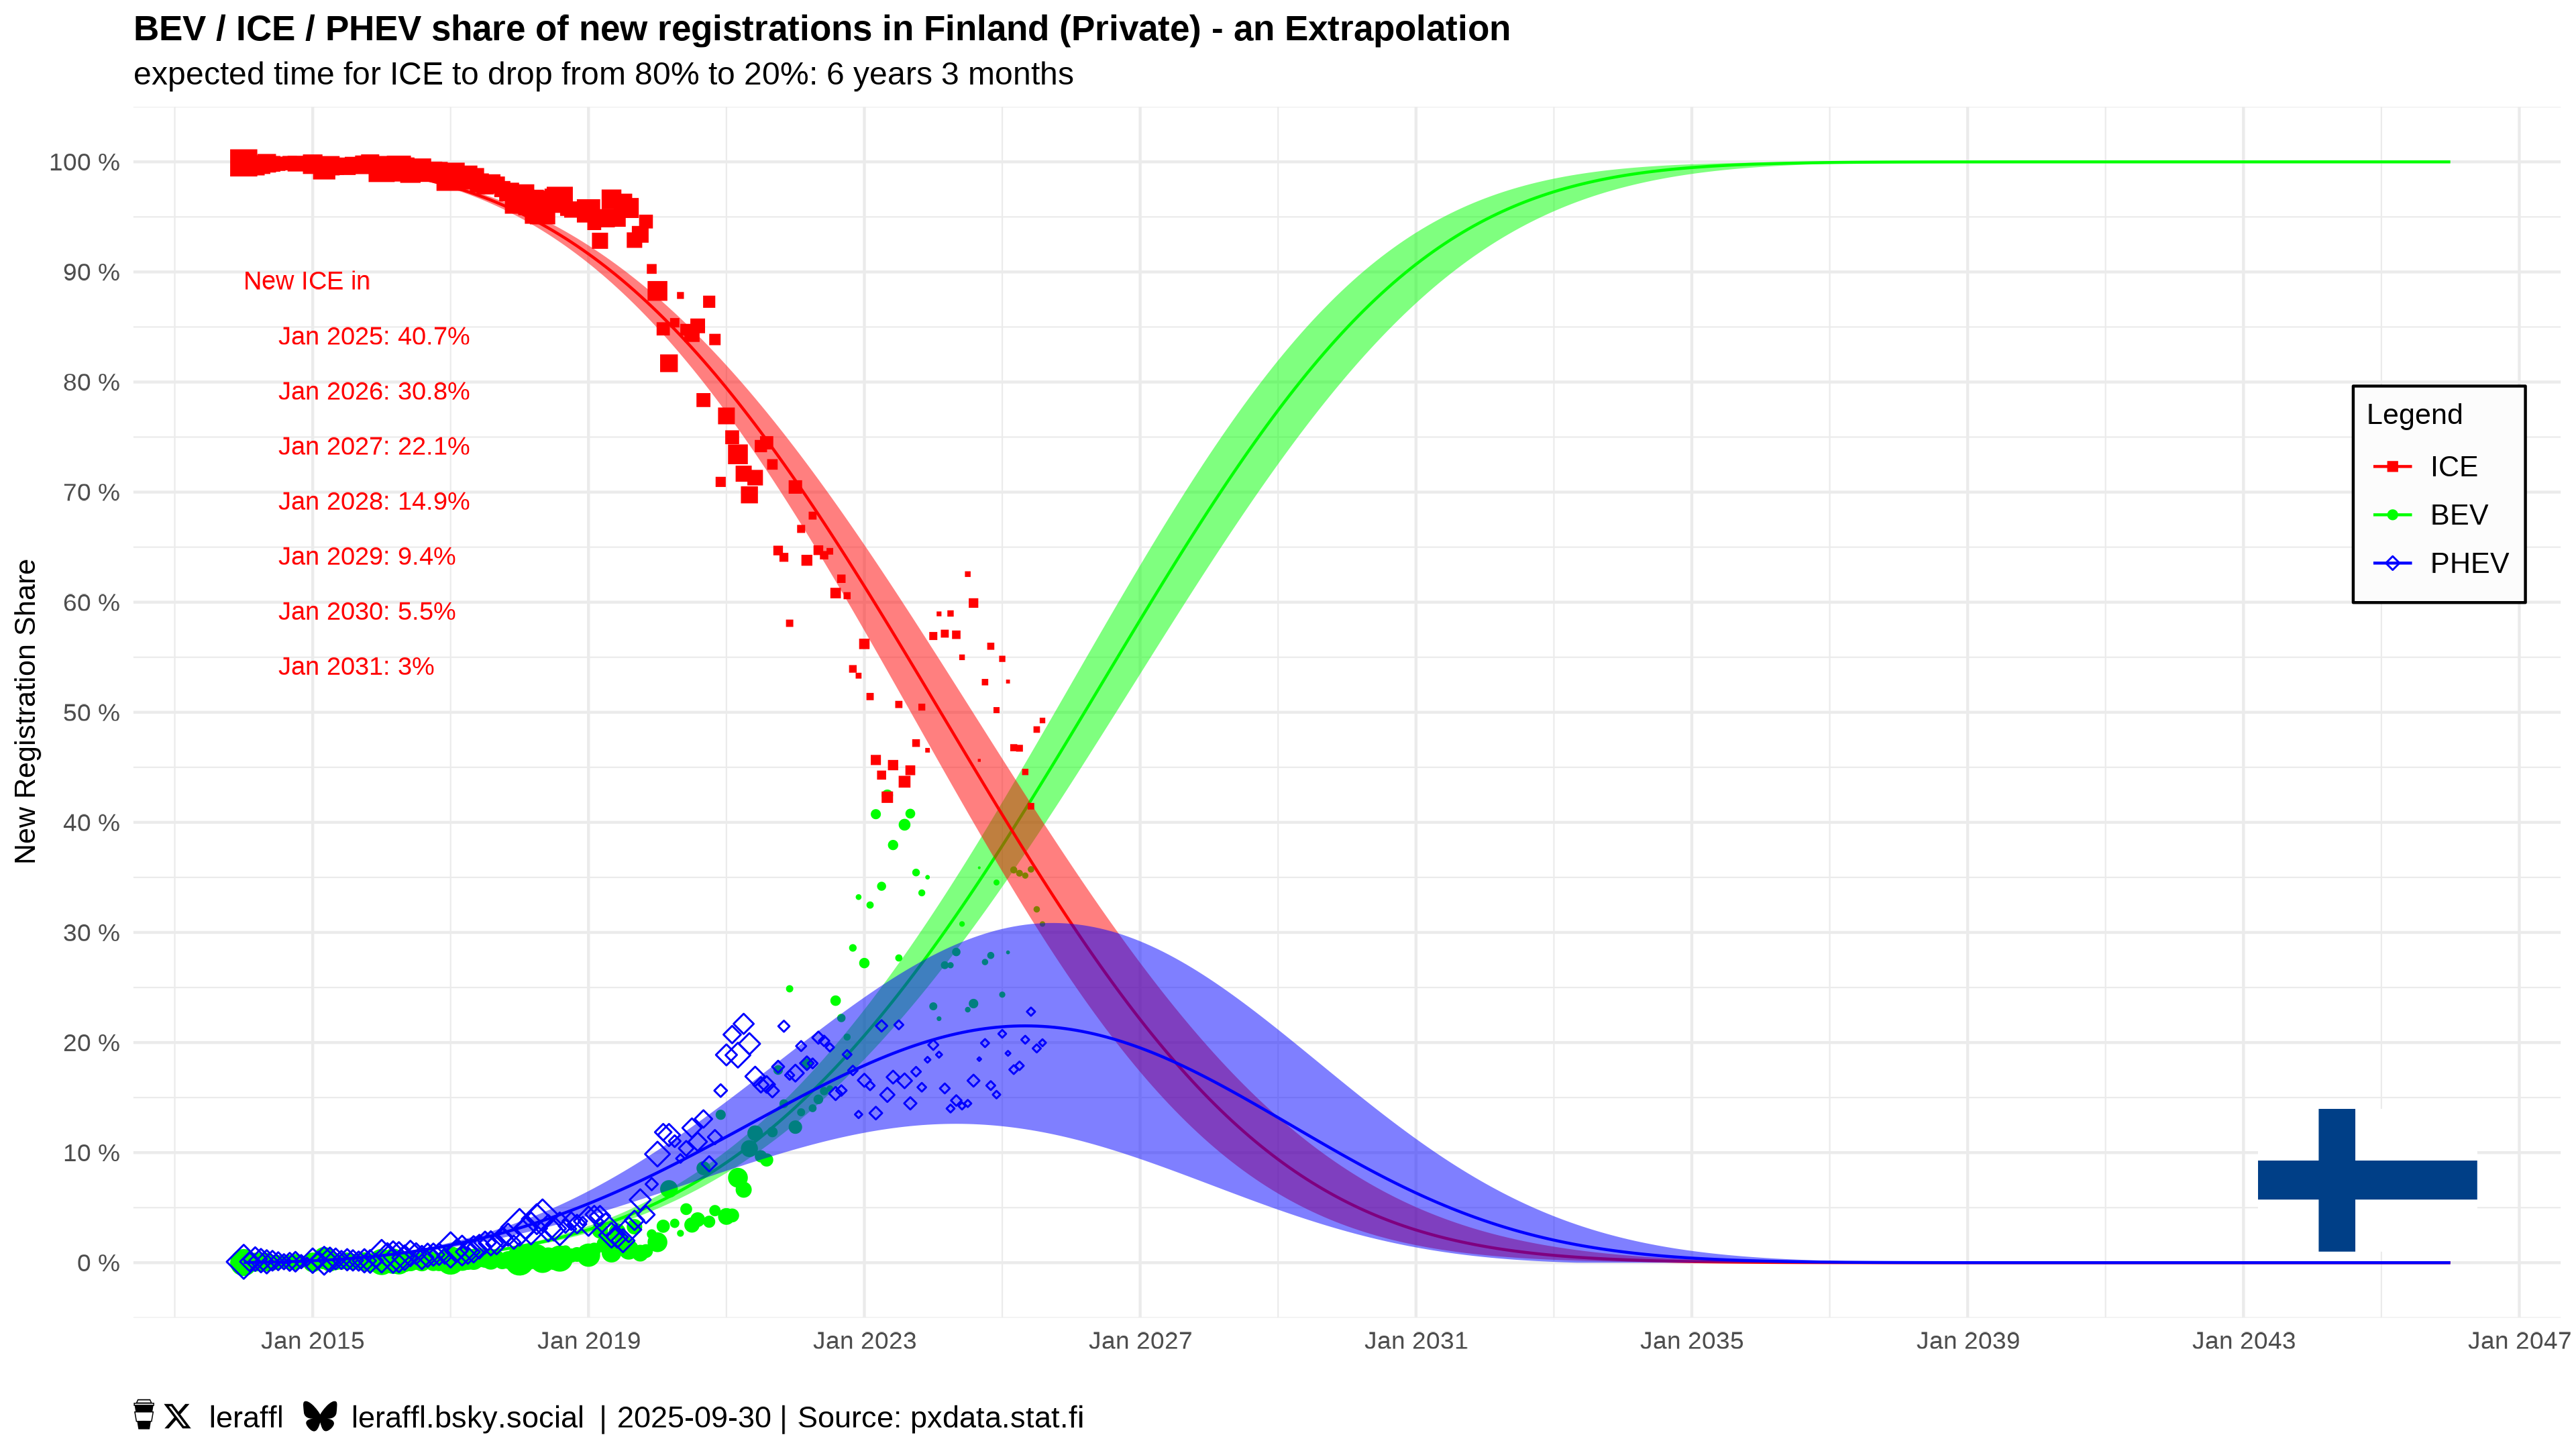 BEV / ICE / PHEV share of new registrations in Finland (Private) - an Extrapolation
expected time for ICE to drop from 80% to 20%: 6 years 3 months
New Registration Share
100 %
90 %
80 %
70 %
60 %
50 %
40 %
30 %
20 %
10 %
0 %
New ICE in
Jan 2025: 40.7%
Jan 2026: 30.8%
Jan 2027: 22.1%
Jan 2028: 14.9%
Jan 2029: 9.4%
Jan 2030: 5.5%
Jan 2031: 3%
Legend
ICE
BEV
PHEV
Jan 2015
Jan 2019
Jan 2023
Jan 2027
Jan 2031
Jan 2035
Jan 2039
Jan 2043
Jan 2047
leraffl leraffl.bsky.social | 2025-09-30 | Source: pxdata.stat.fi